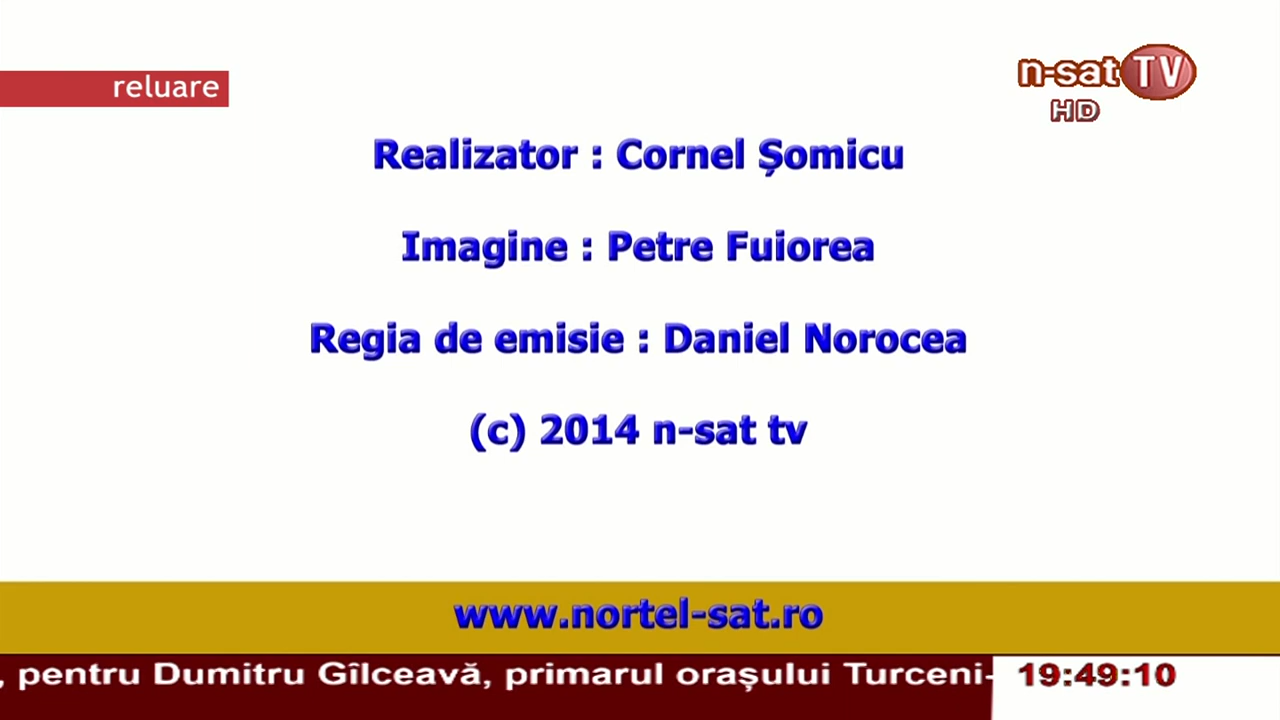 reluare
n-sat TV
HD
Realizator : Cornel Șomicu
Imagine : Petre Fuiorea
Regia de emisie : Daniel Norocea
(c) 2014 n-sat tv
www.nortel-sat.ro
, pentru Dumitru Gîlceavă, primarul orașului Turceni-
19:49:10